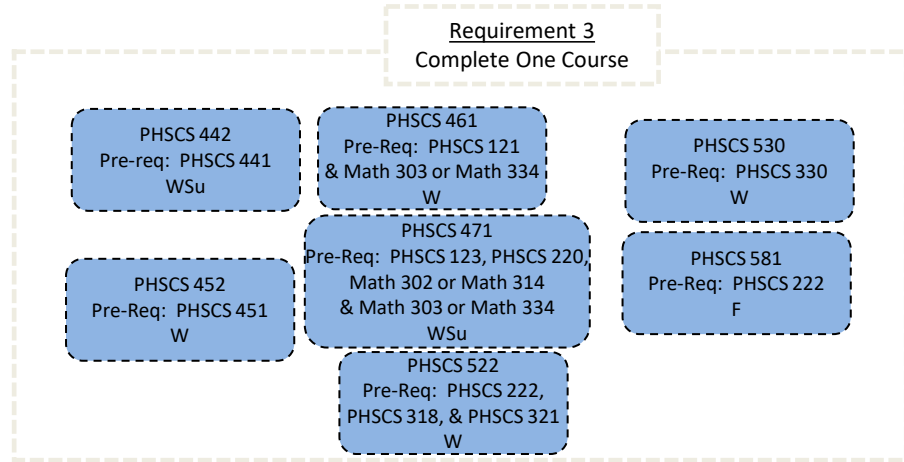 Requirement 3
Complete One Course
PHSCS 442
Pre-req: PHSCS 441
WSu
PHSCS 452
Pre-Req: PHSCS 451
W
PHSCS 461
Pre-Req: PHSCS 121
& Math 303 or Math 334
W
PHSCS 471
Pre-Req: PHSCS 123, PHSCS 220,
Math 302 or Math 314
& Math 303 or Math 334
WSu
PHSCS 522
Pre-Req: PHSCS 222,
PHSCS 318, & PHSCS 321
W
PHSCS 530
Pre-Req: PHSCS 330
W
PHSCS 581
Pre-Req: PHSCS 222
F